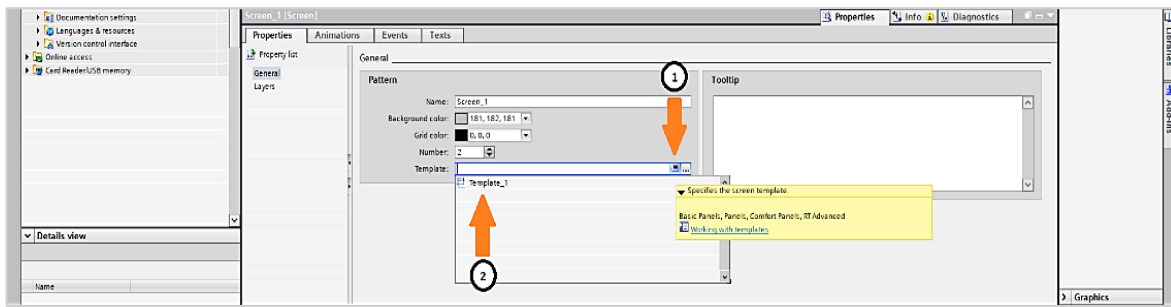 Documentation settings
Languages & resources
Version control interface
Online access
Card Reader/USB memory
Details view
Name
Screen_1 [Screen]
Properties
Info
Diagnostics
Properties
Animations
Events
Texts
Property list
General
Layers
General
Pattern
1
Name: Screen_1
Background color: 181, 182, 181
Grid color: 0, 0, 0
Number: 2
Template: ...
Template_1
2
Tooltip
Specifies the screen template.
Basic Panels, Panels, Comfort Panels, RT Advanced
Working with templates
Libraries
Add-ins
Graphics